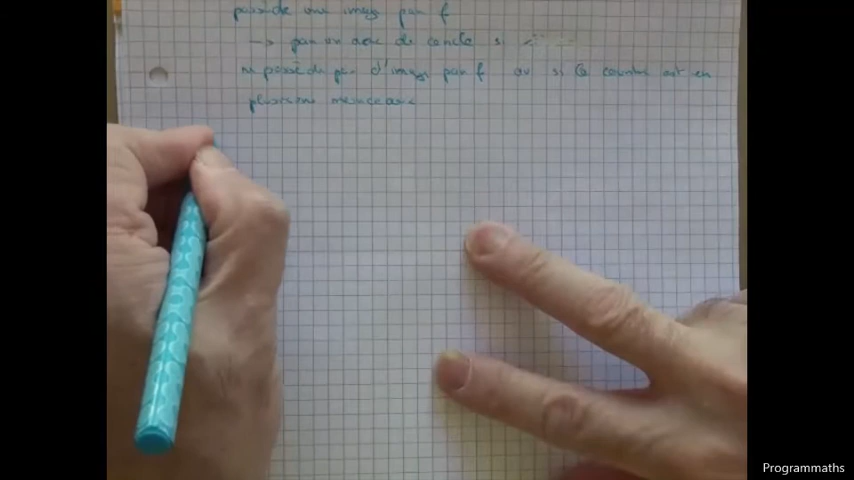 possède une image par f
→ par un arc de cercle si
ne possède pas d'image par f ou si la courbe est en
plusieurs morceaux
Programmaths